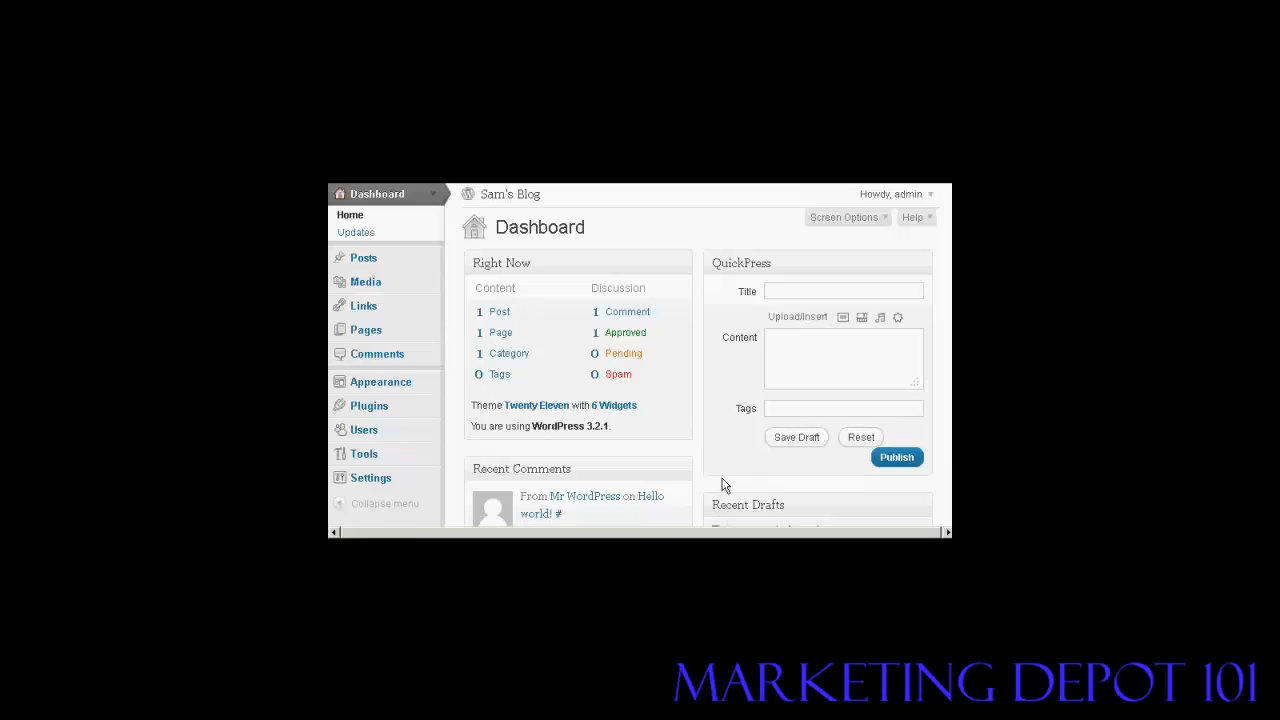 Dashboard
Sam's Blog
Howdy, admin
Home
Updates
Posts
Media
Links
Pages
Comments
Appearance
Plugins
Users
Tools
Settings
Collapse menu
Dashboard
Screen Options
Help
Right Now
Content
Discussion
1 Post
1 Comment
1 Page
1 Approved
1 Category
0 Pending
0 Tags
0 Spam
Theme Twenty Eleven with 6 Widgets
You are using WordPress 3.2.1.
Recent Comments
From Mr WordPress on Hello
world! #
QuickPress
Title
Upload/Insert
Content
Tags
Save Draft
Reset
Publish
Recent Drafts
MARKETING DEPOT 101